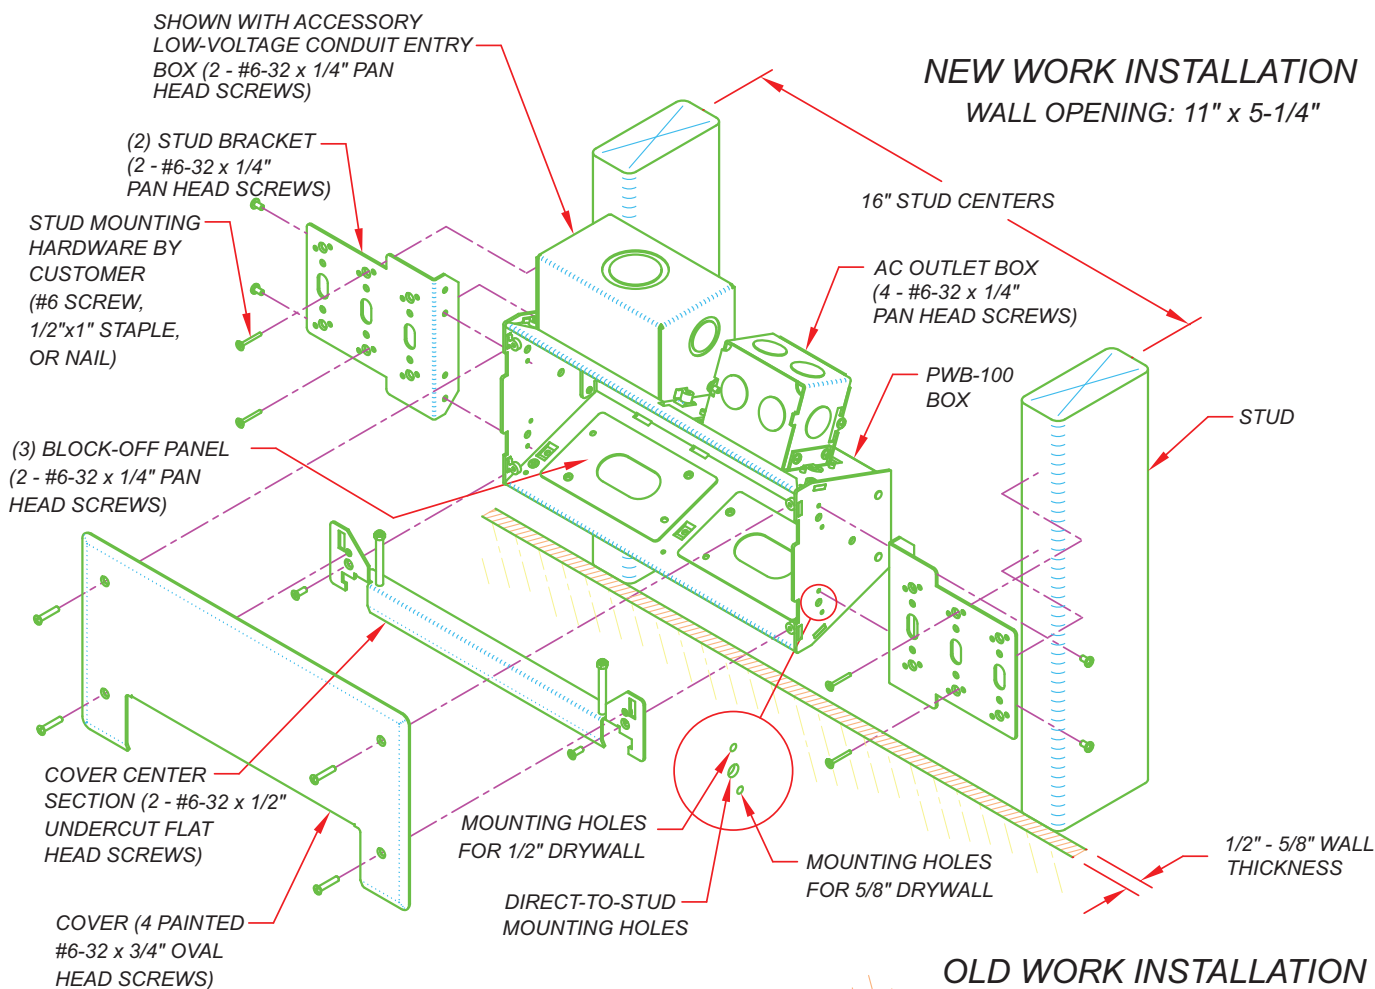 SHOWN WITH ACCESSORY
LOW-VOLTAGE CONDUIT ENTRY
BOX (2 - #6-32 x 1/4" PAN
HEAD SCREWS)
NEW WORK INSTALLATION
WALL OPENING: 11" x 5-1/4"
(2) STUD BRACKET
(2 - #6-32 x 1/4"
PAN HEAD SCREWS)
16" STUD CENTERS
STUD MOUNTING
HARDWARE BY
CUSTOMER
(#6 SCREW,
1/2"x1" STAPLE,
OR NAIL)
AC OUTLET BOX
(4 - #6-32 x 1/4"
PAN HEAD SCREWS)
PWB-100
BOX
STUD
(3) BLOCK-OFF PANEL
(2 - #6-32 x 1/4" PAN
HEAD SCREWS)
COVER CENTER
SECTION (2 - #6-32 x 1/2"
UNDERCUT FLAT
HEAD SCREWS)
MOUNTING HOLES
FOR 1/2" DRYWALL
MOUNTING HOLES
FOR 5/8" DRYWALL
1/2" - 5/8" WALL
THICKNESS
DIRECT-TO-STUD
MOUNTING HOLES
COVER (4 PAINTED
#6-32 x 3/4" OVAL
HEAD SCREWS)
OLD WORK INSTALLATION